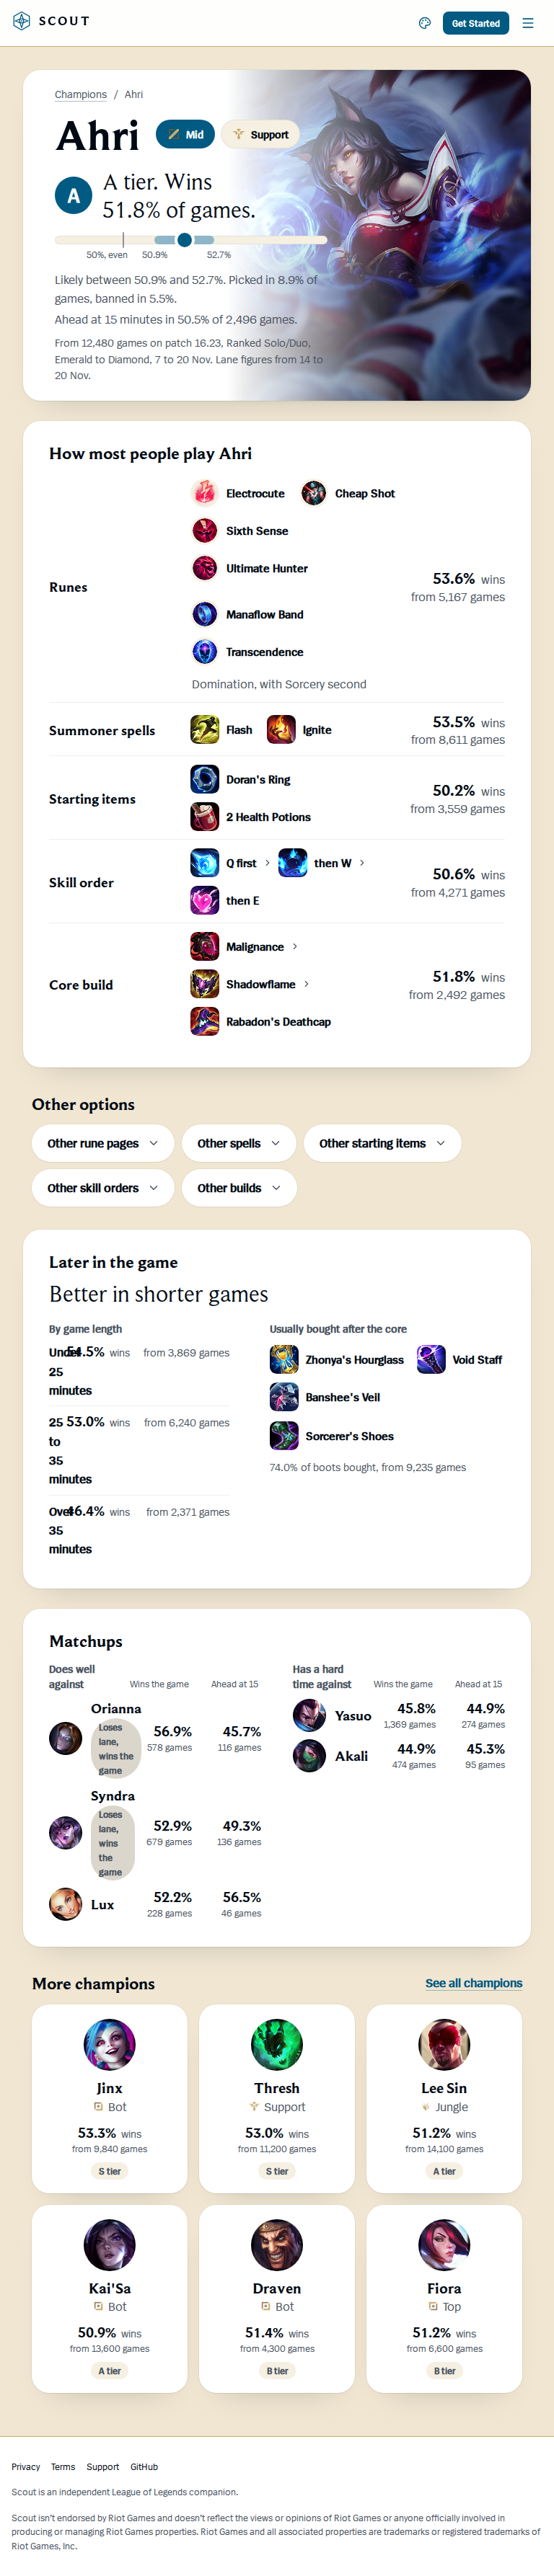 SCOUT
Get Started
Champions / Ahri
Ahri
Mid
Support
A
A tier. Wins
51.8% of games.
50%, even
50.9%
52.7%
Likely between 50.9% and 52.7%. Picked in 8.9% of
games, banned in 5.5%.
Ahead at 15 minutes in 50.5% of 2,496 games.
From 12,480 games on patch 16.23, Ranked Solo/Duo,
Emerald to Diamond, 7 to 20 Nov. Lane figures from 14 to
20 Nov.
How most people play Ahri
Runes
Electrocute
Cheap Shot
Sixth Sense
Ultimate Hunter
Manaflow Band
Transcendence
Domination, with Sorcery second
53.6% wins
from 5,167 games
Summoner spells
Flash
Ignite
53.5% wins
from 8,611 games
Starting items
Doran's Ring
2 Health Potions
50.2% wins
from 3,559 games
Skill order
Q first
then W
then E
50.6% wins
from 4,271 games
Core build
Malignance
Shadowflame
Rabadon's Deathcap
51.8% wins
from 2,492 games
Other options
Other rune pages
Other spells
Other starting items
Other skill orders
Other builds
Later in the game
Better in shorter games
By game length
Under
25
minutes
54.5% wins
from 3,869 games
25
to
35
minutes
53.0% wins
from 6,240 games
Over
35
minutes
46.4% wins
from 2,371 games
Usually bought after the core
Zhonya's Hourglass
Void Staff
Banshee's Veil
Sorcerer's Shoes
74.0% of boots bought, from 9,235 games
Matchups
Does well
against
Wins the game
Ahead at 15
Orianna
Loses
lane,
wins the
game
56.9%
578 games
45.7%
116 games
Syndra
Loses
lane,
wins
the
game
52.9%
679 games
49.3%
136 games
Lux
52.2%
228 games
56.5%
46 games
Has a hard
time against
Wins the game
Ahead at 15
Yasuo
45.8%
1,369 games
44.9%
274 games
Akali
44.9%
474 games
45.3%
95 games
More champions
See all champions
Jinx
Bot
53.3% wins
from 9,840 games
S tier
Thresh
Support
53.0% wins
from 11,200 games
S tier
Lee Sin
Jungle
51.2% wins
from 14,100 games
A tier
Kai'Sa
Bot
50.9% wins
from 13,600 games
A tier
Draven
Bot
51.4% wins
from 4,300 games
B tier
Fiora
Top
51.2% wins
from 6,600 games
B tier
Privacy
Terms
Support
GitHub
Scout is an independent League of Legends companion.
Scout isn't endorsed by Riot Games and doesn't reflect the views or opinions of Riot Games or anyone officially involved in
producing or managing Riot Games properties. Riot Games and all associated properties are trademarks or registered trademarks of
Riot Games, Inc.